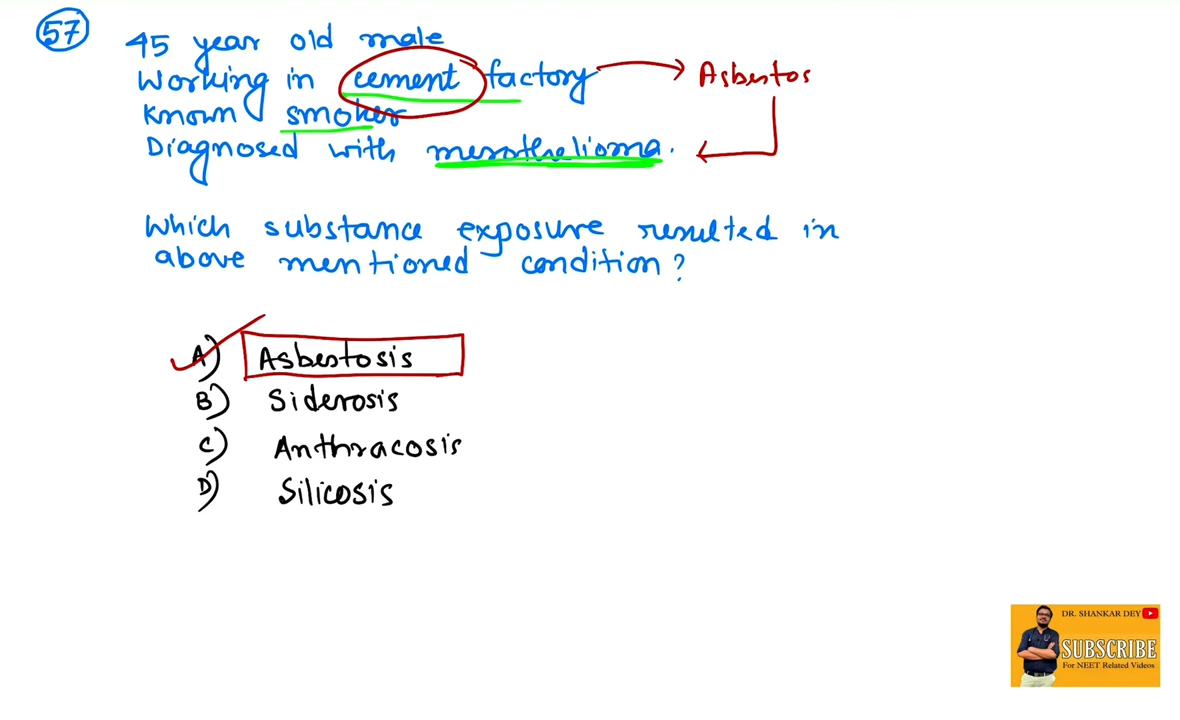 57
45 year old male
Working in cement factory → Asbestos
Known smoker
Diagnosed with mesothelioma.
Which substance exposure resulted in
above mentioned condition?
A) Asbestosis
B) Siderosis
C) Anthracosis
D) Silicosis
DR. SHANKAR DEY
SUBSCRIBE
For NEET Related Videos